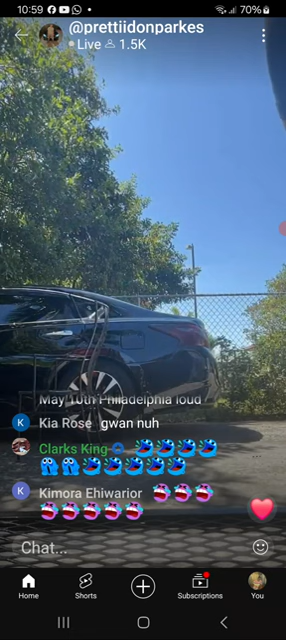 10:59
70%
@prettiidonparkes
Live 1.5K
May/10th Philadelphia loud
Kia Rose gwan nuh
Clarks King
Kimora Ehiwarior
Chat...
Home Shorts Subscriptions You